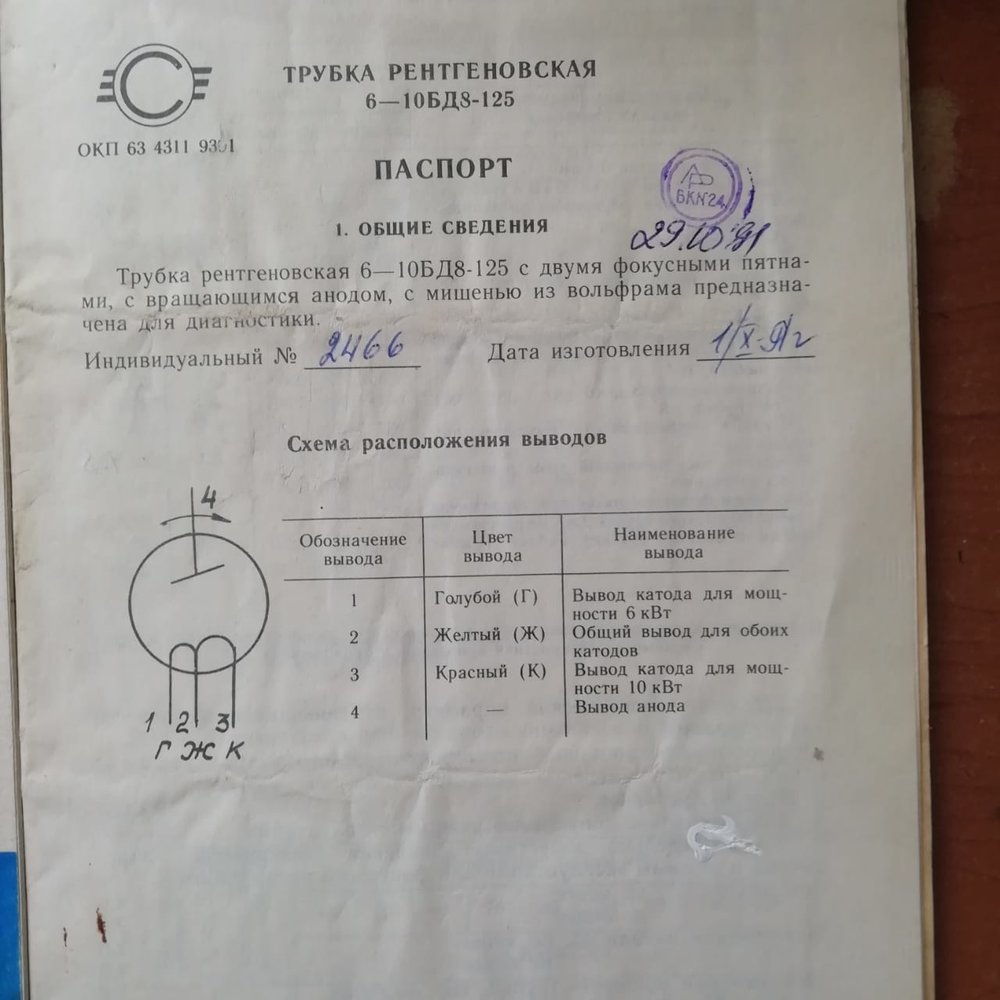 С
ТРУБКА РЕНТГЕНОВСКАЯ
6—10БД8-125
ОКП 63 4311
ПАСПОРТ
БК№24
29.10.91
1. ОБЩИЕ СВЕДЕНИЯ
Трубка рентгеновская 6—10БД8-125 с двумя фокусными пятна-
ми, с вращающимся анодом, с мишенью из вольфрама предназна-
чена для диагностики.
Индивидуальный № 2466 Дата изготовления 1/X-91г
Схема расположения выводов
4
Обозначение вывода Цвет вывода Наименование вывода
1 Голубой (Г) Вывод катода для мощ-
ности 6 кВт
2 Желтый (Ж) Общий вывод для обоих
катодов
3 Красный (К) Вывод катода для мощ-
ности 10 кВт
4 — Вывод анода
1 2 3
Г Ж К